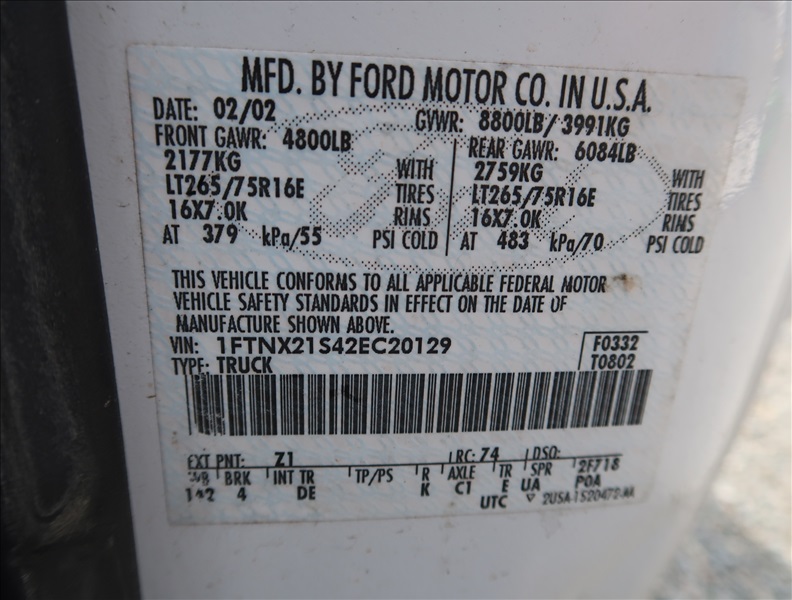 MFD. BY FORD MOTOR CO. IN U.S.A.
DATE: 02/02 GVWR: 8800LB/3991KG
FRONT GAWR: 4800LB REAR GAWR: 6084LB
2177KG WITH 2759KG WITH
LT265/75R16E TIRES LT265/75R16E TIRES
16X7.0K RIMS 16X7.0K RIMS
AT 379 kPa/55 PSI COLD AT 483 kPa/70 PSI COLD
THIS VEHICLE CONFORMS TO ALL APPLICABLE FEDERAL MOTOR
VEHICLE SAFETY STANDARDS IN EFFECT ON THE DATE OF
MANUFACTURE SHOWN ABOVE.
VIN: 1FTNX21S42EC20129 F0332
TYPE: TRUCK T0802
EXT PNT: Z1 RC: 74 DSO:
WB BRK INT TR TP/PS R AXLE TR SPR 2F718
142 4 DE K C1 E UA POA
UTC